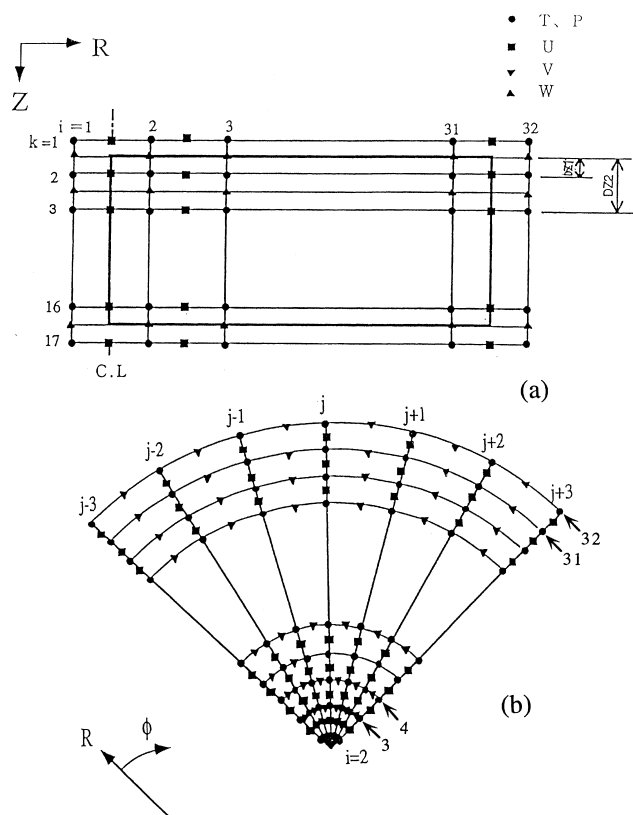 T、P
U
V
W
R
Z
i=1 2 3 31 32
k=1
2
3
16
17
DZ1
DZ2
C.L
(a)
j-3 j-2 j-1 j j+1 j+2 j+3
32
31
4
3
i=2
(b)
R
ϕ